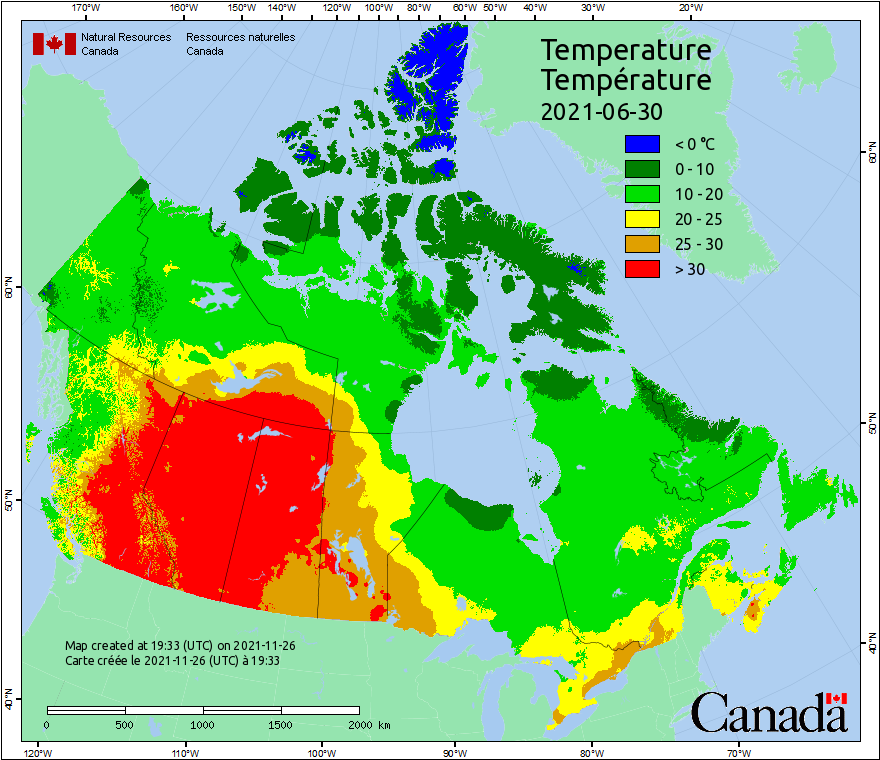 170°W 160°W 150°W 140°W 130°W 120°W 110°W 100°W 90°W 80°W 70°W 60°W 50°W 40°W 30°W 20°W
Natural Resources Ressources naturelles
Canada Canada
Temperature
Température
2021-06-30
< 0 °C
0 - 10
10 - 20
20 - 25
25 - 30
> 30
60°N 60°N
50°N 50°N
40°N 40°N
Map created at 19:33 (UTC) on 2021-11-26
Carte créée le 2021-11-26 (UTC) à 19:33
0 500 1000 1500 2000 km
Canada
120°W 110°W 100°W 90°W 80°W 70°W